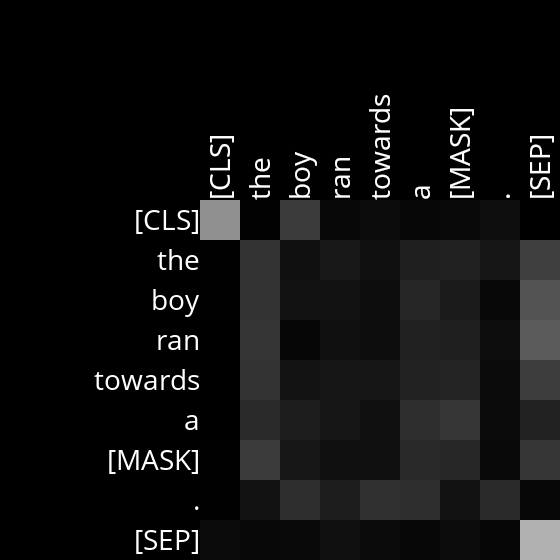 [CLS] the boy ran towards a [MASK] . [SEP]
[CLS]
the
boy
ran
towards
a
[MASK]
.
[SEP]